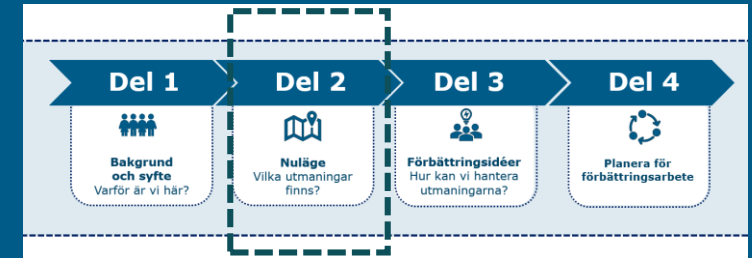 Del 1
Del 2
Del 3
Del 4
Bakgrund
och syfte
Varför är vi här?
Nuläge
Vilka utmaningar
finns?
Förbättringsidéer
Hur kan vi hantera
utmaningarna?
Planera för
förbättringsarbete